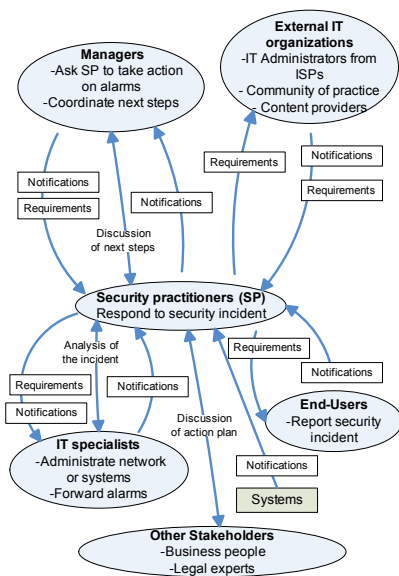 Managers
-Ask SP to take action
on alarms
-Coordinate next steps
External IT
organizations
-IT Administrators from
ISPs
- Community of practice
- Content providers
Notifications
Requirements
Notifications
Discussion
of next steps
Requirements
Notifications
Requirements
Security practitioners (SP)
Respond to security incident
Analysis of
the incident
Requirements
Notifications
Notifications
Discussion
of action plan
Requirements
Notifications
Notifications
End-Users
-Report security
incident
IT specialists
-Administrate network
or systems
-Forward alarms
Systems
Other Stakeholders
-Business people
-Legal experts